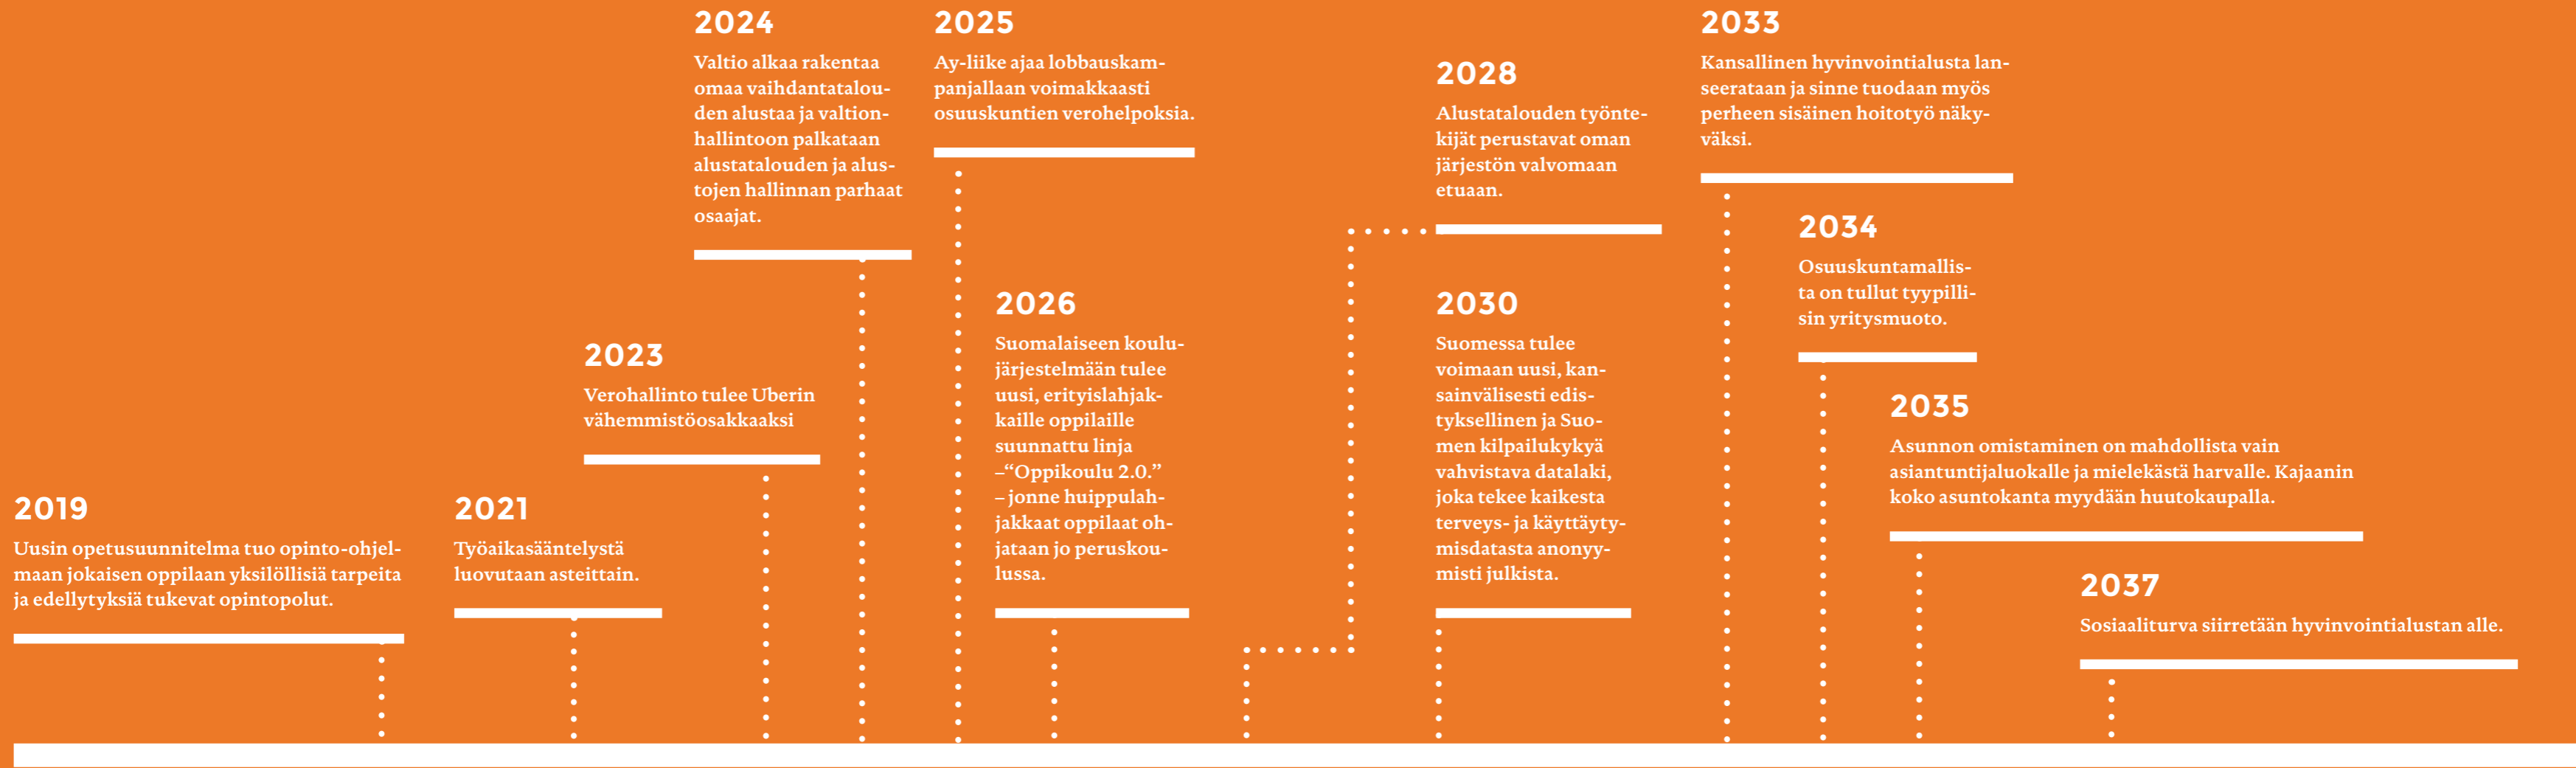 2019
Uusin opetusuunnitelma tuo opinto-ohjel-
maan jokaisen oppilaan yksilöllisiä tarpeita
ja edellytyksiä tukevat opintopolut.
2021
Työaikasääntelystä
luovutaan asteittain.
2023
Verohallinto tulee Uberin
vähemmistöosakkaaksi
2024
Valtio alkaa rakentaa
omaa vaihdantatalou-
den alustaa ja valtion-
hallintoon palkataan
alustatalouden ja alus-
tojen hallinnan parhaat
osaajat.
2025
Ay-liike ajaa lobbauskam-
panjallaan voimakkaasti
osuuskuntien verohelpoksia.
2026
Suomalaiseen koulu-
järjestelmään tulee
uusi, erityislahjak-
kaille oppilaille
suunnattu linja
–“Oppikoulu 2.0.”
– jonne huippulah-
jakkaat oppilaat oh-
jataan jo peruskou-
lussa.
2028
Alustatalouden työnte-
kijät perustavat oman
järjestön valvomaan
etuaan.
2030
Suomessa tulee
voimaan uusi, kan-
sainvälisesti edis-
tyksellinen ja Suo-
men kilpailukykyä
vahvistava datalaki,
joka tekee kaikesta
terveys- ja käyttäyty-
misdatasta anonyy-
misti julkista.
2033
Kansallinen hyvinvointialusta lan-
seerataan ja sinne tuodaan myös
perheen sisäinen hoitotyö näky-
väksi.
2034
Osuuskuntamallis-
ta on tullut tyypilli-
sin yritysmuoto.
2035
Asunnon omistaminen on mahdollista vain
asiantuntijaluokalle ja mielekästä harvalle. Kajaanin
koko asuntokanta myydään huutokaupalla.
2037
Sosiaaliturva siirretään hyvinvointialustan alle.